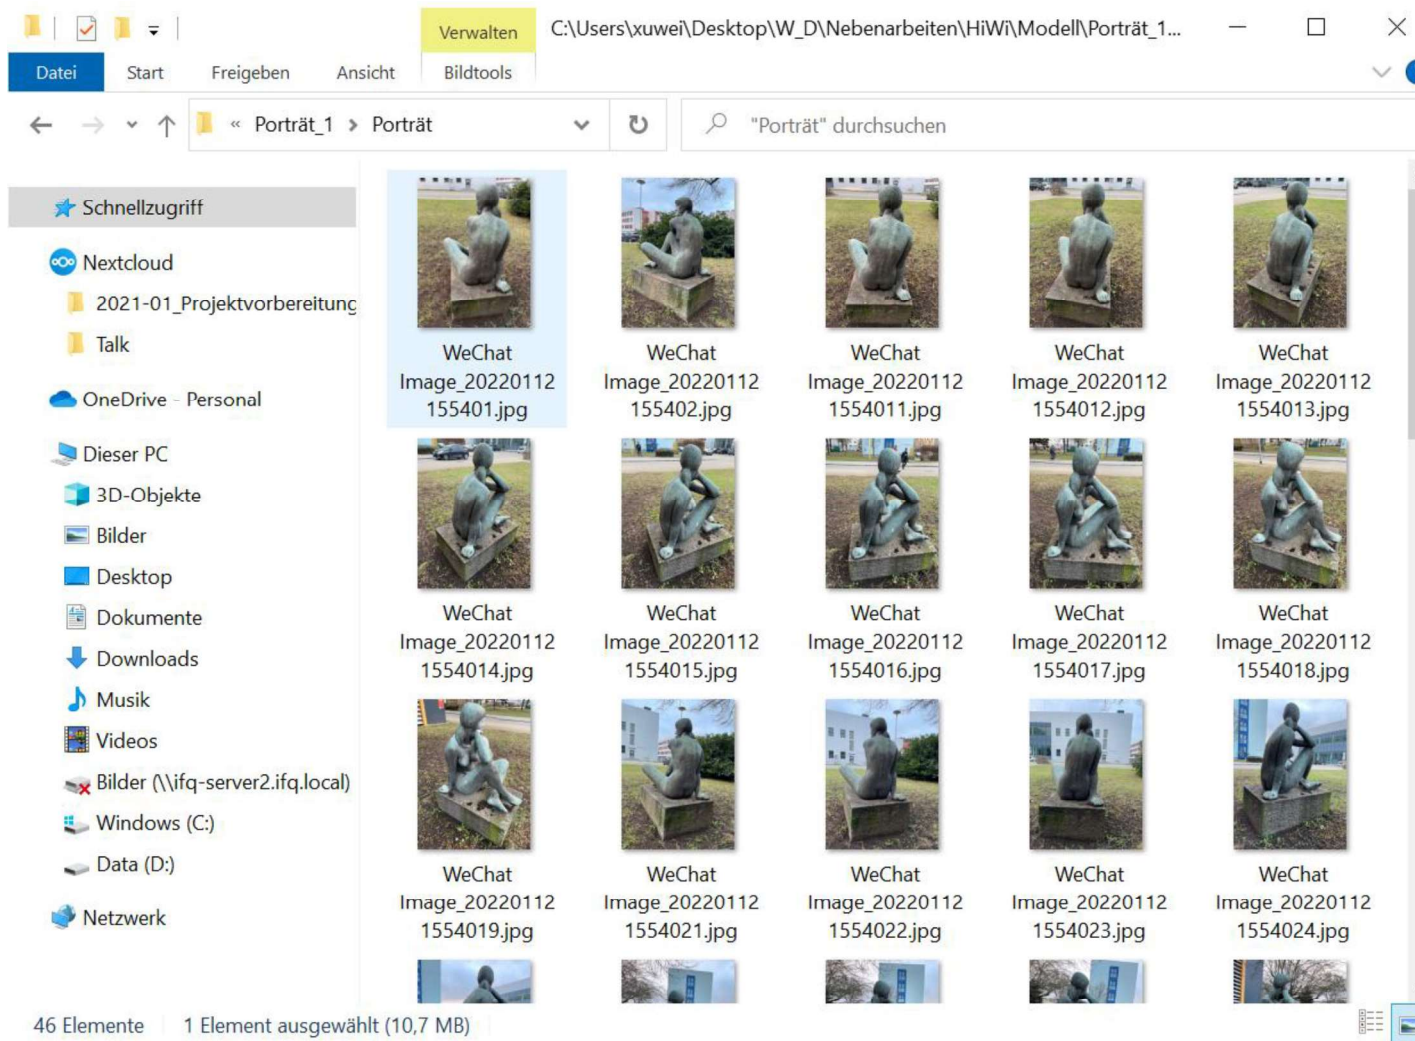 Verwalten
C:\Users\xuwei\Desktop\W_D\Nebenarbeiten\HiWi\Modell\Porträt_1...
Datei Start Freigeben Ansicht Bildtools
« Porträt_1 > Porträt
"Porträt" durchsuchen
Schnellzugriff
Nextcloud
2021-01_Projektvorbereitung
Talk
OneDrive - Personal
Dieser PC
3D-Objekte
Bilder
Desktop
Dokumente
Downloads
Musik
Videos
Bilder (\\ifq-server2.ifq.local)
Windows (C:)
Data (D:)
Netzwerk
WeChat
Image_20220112
155401.jpg
WeChat
Image_20220112
155402.jpg
WeChat
Image_20220112
1554011.jpg
WeChat
Image_20220112
1554012.jpg
WeChat
Image_20220112
1554013.jpg
WeChat
Image_20220112
1554014.jpg
WeChat
Image_20220112
1554015.jpg
WeChat
Image_20220112
1554016.jpg
WeChat
Image_20220112
1554017.jpg
WeChat
Image_20220112
1554018.jpg
WeChat
Image_20220112
1554019.jpg
WeChat
Image_20220112
1554021.jpg
WeChat
Image_20220112
1554022.jpg
WeChat
Image_20220112
1554023.jpg
WeChat
Image_20220112
1554024.jpg
46 Elemente 1 Element ausgewählt (10,7 MB)